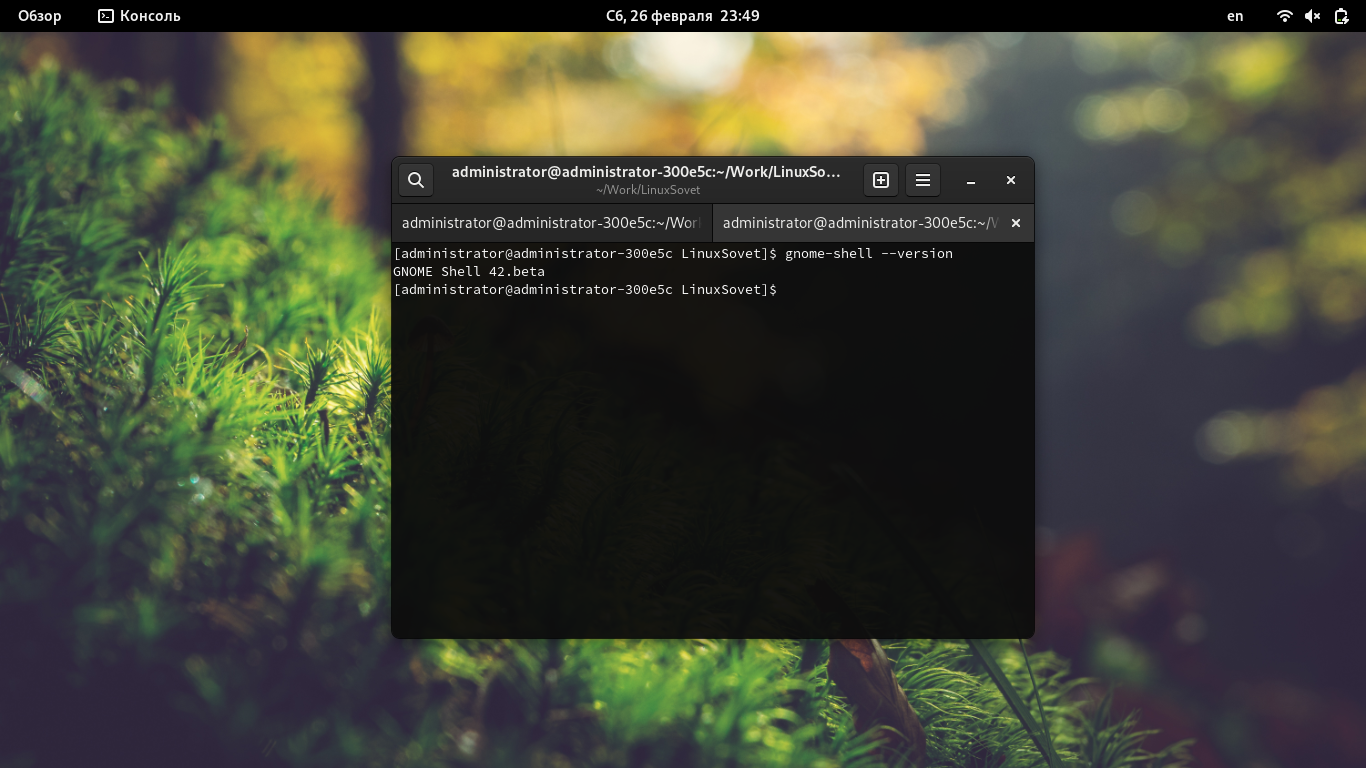 Обзор Консоль Сб, 26 февраля 23:49 en
administrator@administrator-300e5c:~/Work/LinuxSo…
~/Work/LinuxSovet
administrator@administrator-300e5c:~/Wor administrator@administrator-300e5c:~/W
[administrator@administrator-300e5c LinuxSovet]$ gnome-shell --version
GNOME Shell 42.beta
[administrator@administrator-300e5c LinuxSovet]$